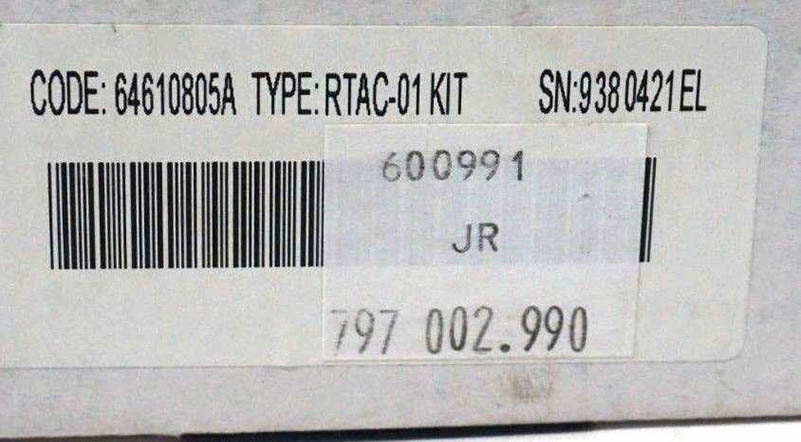 CODE: 64610805A TYPE: RTAC-01 KIT SN:9380421EL
600991
JR
797 002.990